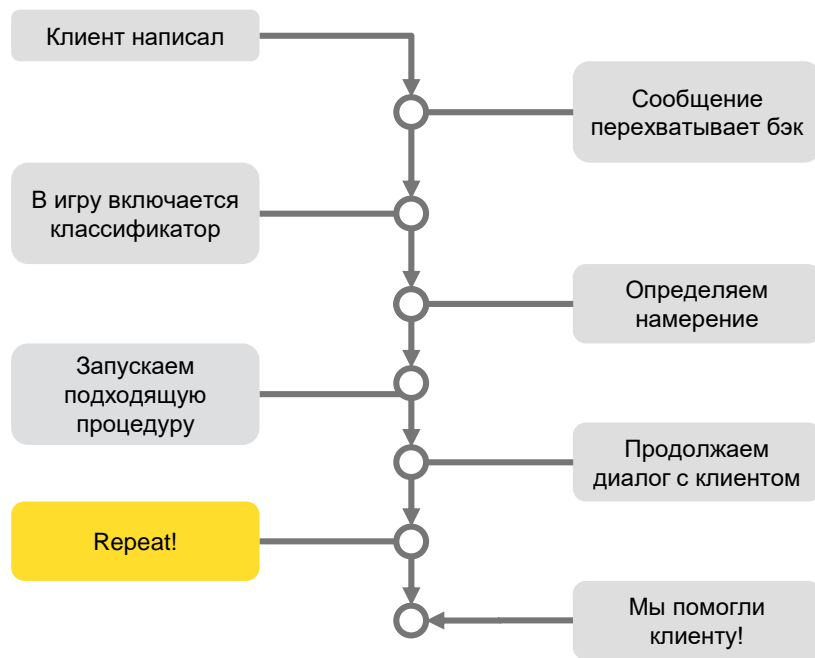 Клиент написал
Сообщение
перехватывает бэк
В игру включается
классификатор
Определяем
намерение
Запускаем
подходящую
процедуру
Продолжаем
диалог с клиентом
Repeat!
Мы помогли
клиенту!